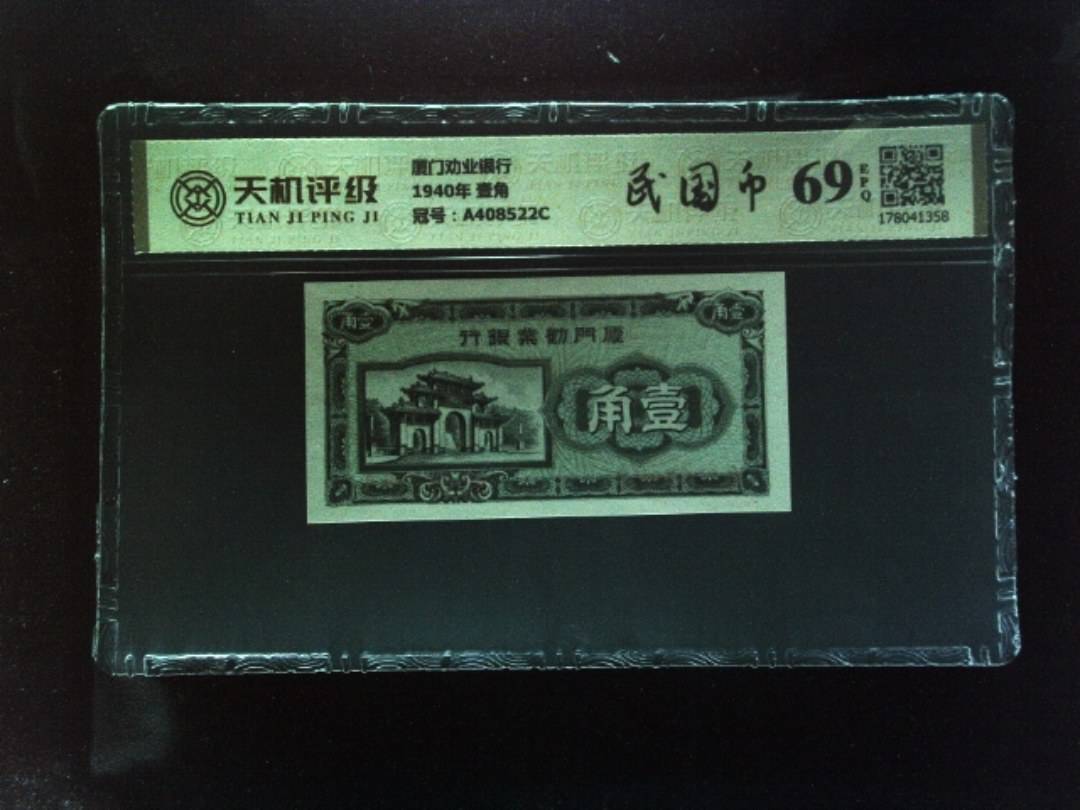 天机评级
TIAN JI PING JI
厦门劝业银行
1940年 壹角
冠号：A408522C
民国币
69
EPQ
178041358
角壹
角壹
行銀業勸門廈
角壹